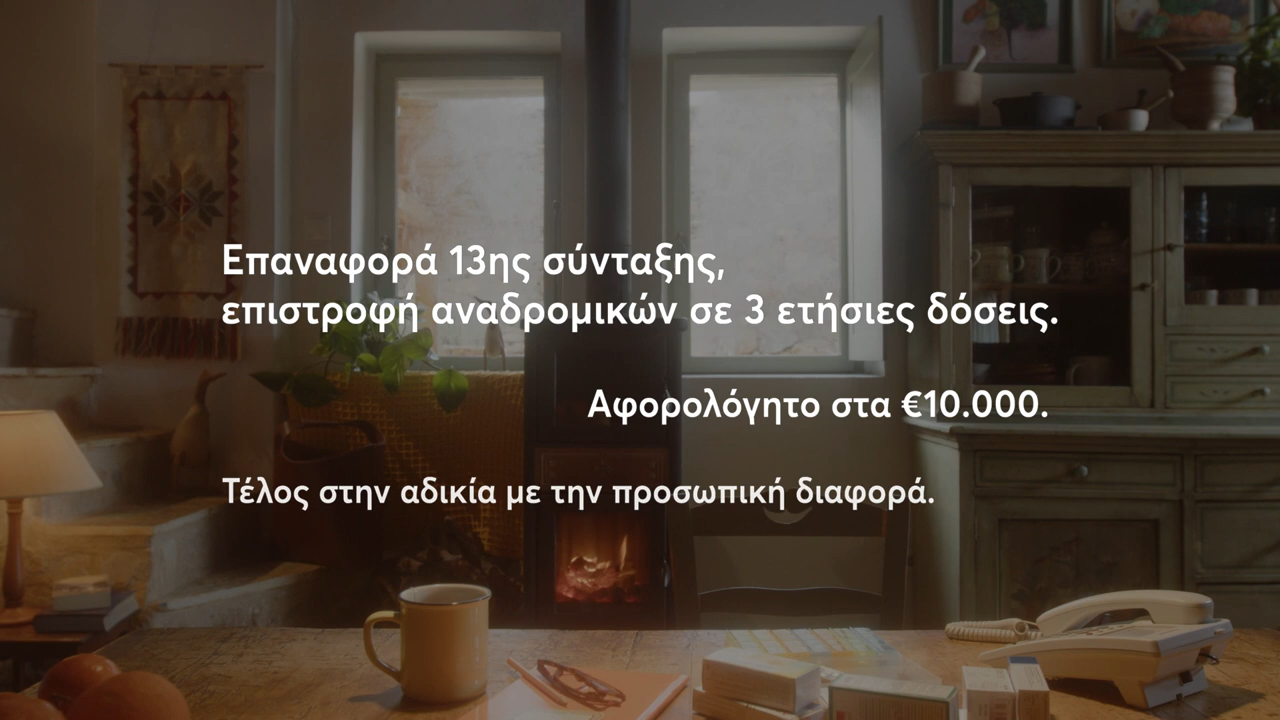 Επαναφορά 13ης σύνταξης,
επιστροφή αναδρομικών σε 3 ετήσιες δόσεις.
Αφορολόγητο στα €10.000.
Τέλος στην αδικία με την προσωπική διαφορά.